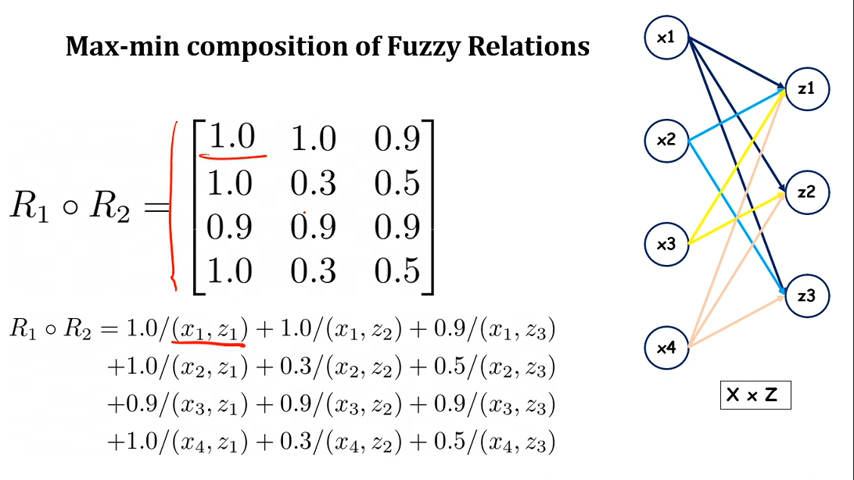 Max-min composition of Fuzzy Relations
R₁ ∘ R₂ =
1.0 1.0 0.9
1.0 0.3 0.5
0.9 0.9 0.9
1.0 0.3 0.5
R₁ ∘ R₂ = 1.0/(x₁, z₁) + 1.0/(x₁, z₂) + 0.9/(x₁, z₃)
+1.0/(x₂, z₁) + 0.3/(x₂, z₂) + 0.5/(x₂, z₃)
+0.9/(x₃, z₁) + 0.9/(x₃, z₂) + 0.9/(x₃, z₃)
+1.0/(x₄, z₁) + 0.3/(x₄, z₂) + 0.5/(x₄, z₃)
x1
z1
x2
z2
x3
z3
x4
X x Z